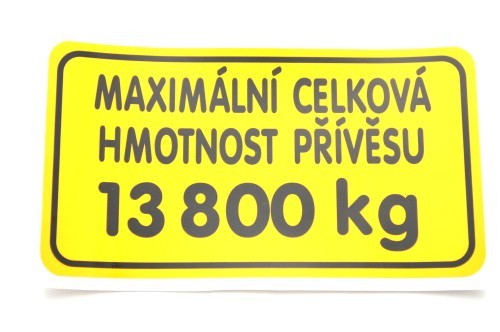 MAXIMÁLNÍ CELKOVÁ
HMOTNOST PŘÍVĚSU
13 800 kg